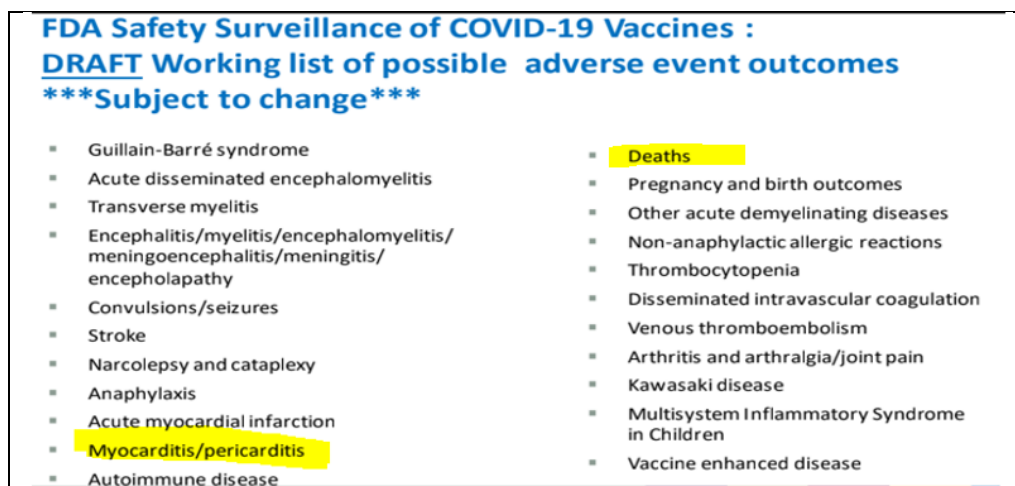 FDA Safety Surveillance of COVID-19 Vaccines :
DRAFT Working list of possible adverse event outcomes
***Subject to change***
Guillain-Barré syndrome
Acute disseminated encephalomyelitis
Transverse myelitis
Encephalitis/myelitis/encephalomyelitis/
meningoencephalitis/meningitis/
encepholapathy
Convulsions/seizures
Stroke
Narcolepsy and cataplexy
Anaphylaxis
Acute myocardial infarction
Myocarditis/pericarditis
Autoimmune disease
Deaths
Pregnancy and birth outcomes
Other acute demyelinating diseases
Non-anaphylactic allergic reactions
Thrombocytopenia
Disseminated intravascular coagulation
Venous thromboembolism
Arthritis and arthralgia/joint pain
Kawasaki disease
Multisystem Inflammatory Syndrome
in Children
Vaccine enhanced disease